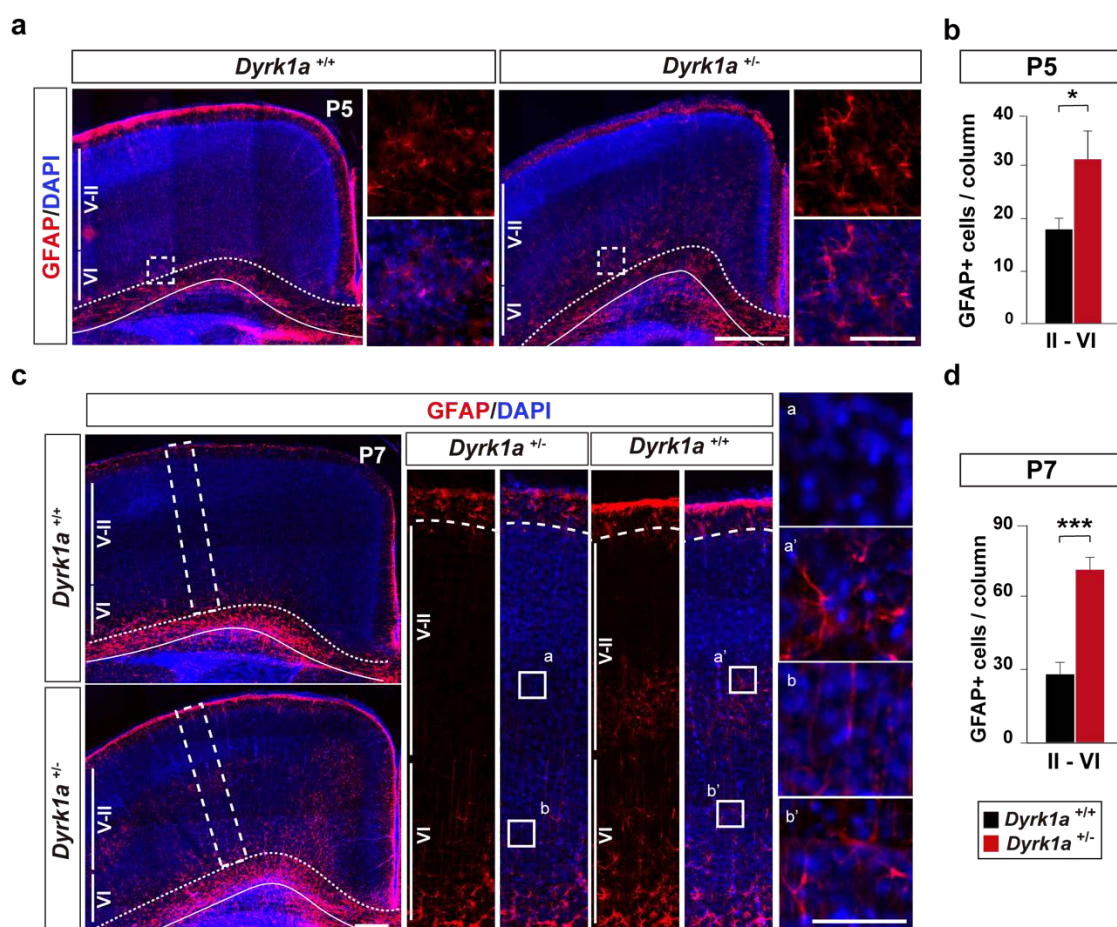 a
Dyrk1a +/+
Dyrk1a +/-
GFAP/DAPI
P5
V-II
VI
V-II
VI
b
P5
*
GFAP+ cells / column
40
30
20
10
0
II - VI
c
GFAP/DAPI
Dyrk1a +/+
Dyrk1a +/-
P7
V-II
VI
V-II
VI
Dyrk1a +/-
Dyrk1a +/+
V-II
VI
a
b
V-II
VI
a'
b'
a
a'
b
b'
d
P7
***
GFAP+ cells / column
90
60
30
0
II - VI
Dyrk1a +/+
Dyrk1a +/-